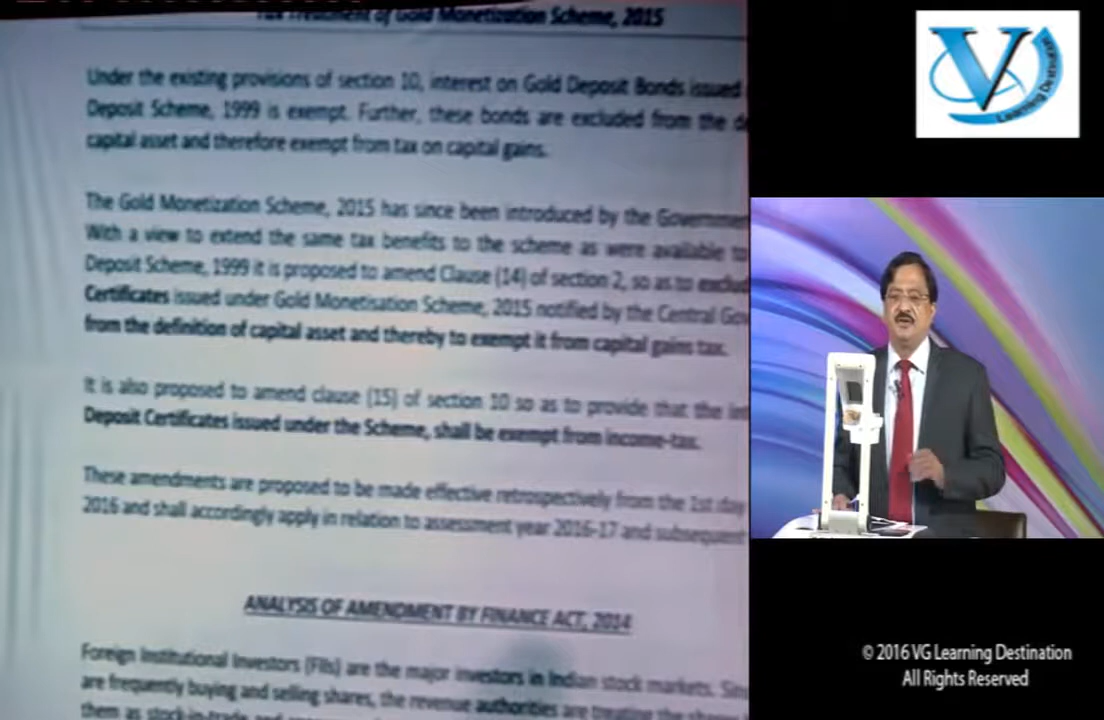 Tax Treatment of Gold Monetization Scheme, 2015
Under the existing provisions of section 10, interest on Gold Deposit Bonds issued
Deposit Scheme, 1999 is exempt. Further, these bonds are excluded from the
capital asset and therefore exempt from tax on capital gains.
The Gold Monetization Scheme, 2015 has since been introduced by the
With a view to extend the same tax benefits to the scheme as were available
Deposit Scheme, 1999 it is proposed to amend Clause (14) of section 2, so as to
Certificates issued under Gold Monetisation Scheme, 2015 notified by the Central
from the definition of capital asset and thereby to exempt it from capital gains tax.
It is also proposed to amend clause (15) of section 10 so as to provide that the
Deposit Certificates issued under the Scheme, shall be exempt from income-tax.
These amendments are proposed to be made effective retrospectively from the 1st day
2016 and shall accordingly apply in relation to assessment year 2016-17 and
ANALYSIS OF AMENDMENT BY FINANCE ACT, 2014
Foreign Institutional Investors (FIIs) are the major investors in Indian stock markets.
are frequently buying and selling shares, the revenue authorities are treating the
them as stock-in-trade and
V
Learning Destination
© 2016 VG Learning Destination
All Rights Reserved